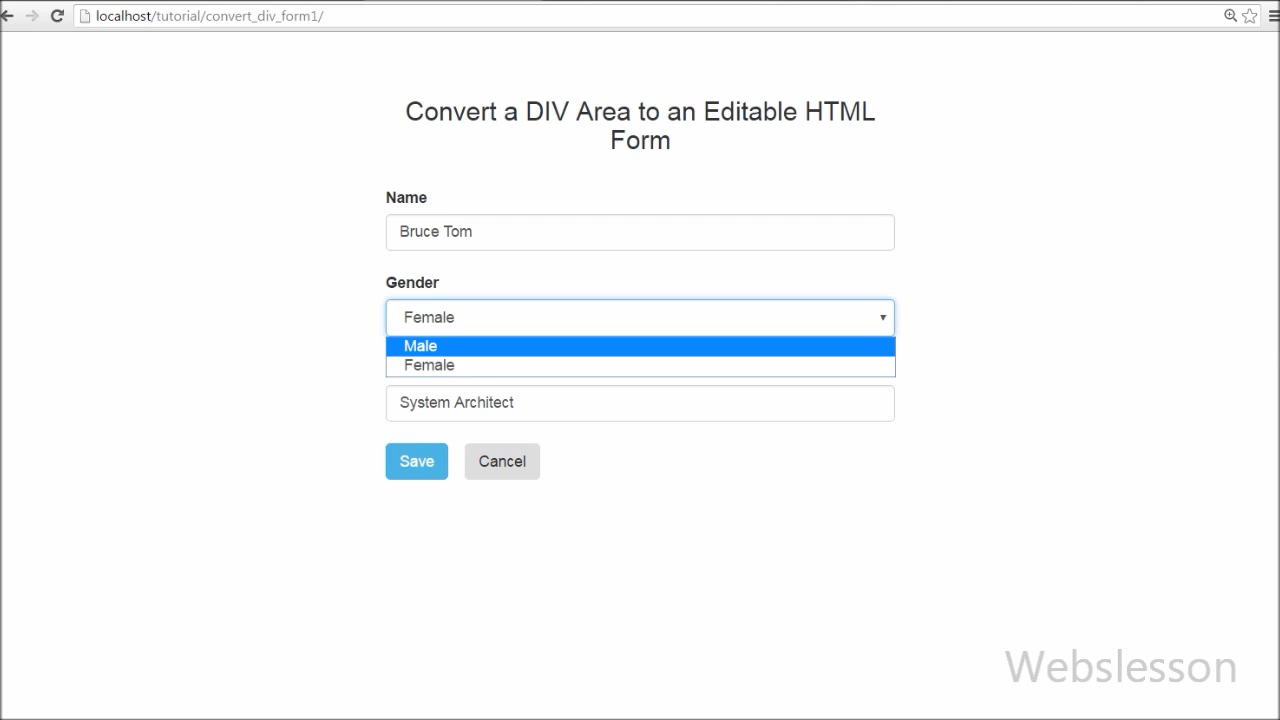 localhost/tutorial/convert_div_form1/
Convert a DIV Area to an Editable HTML
Form
Name
Bruce Tom
Gender
Female
Male
Female
System Architect
Save Cancel
Webslesson